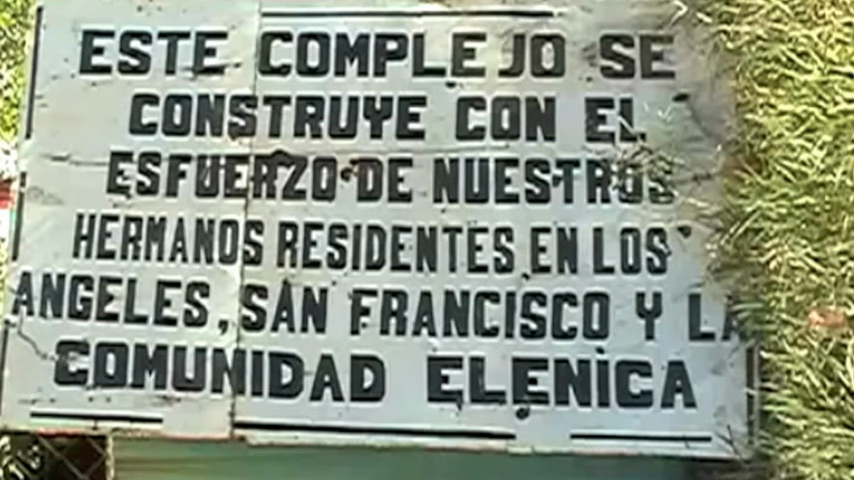 ESTE COMPLEJO SE
CONSTRUYE CON EL
ESFUERZO DE NUESTROS
HERMANOS RESIDENTES EN LOS
ANGELES, SAN FRANCISCO Y LA
COMUNIDAD ELENICA